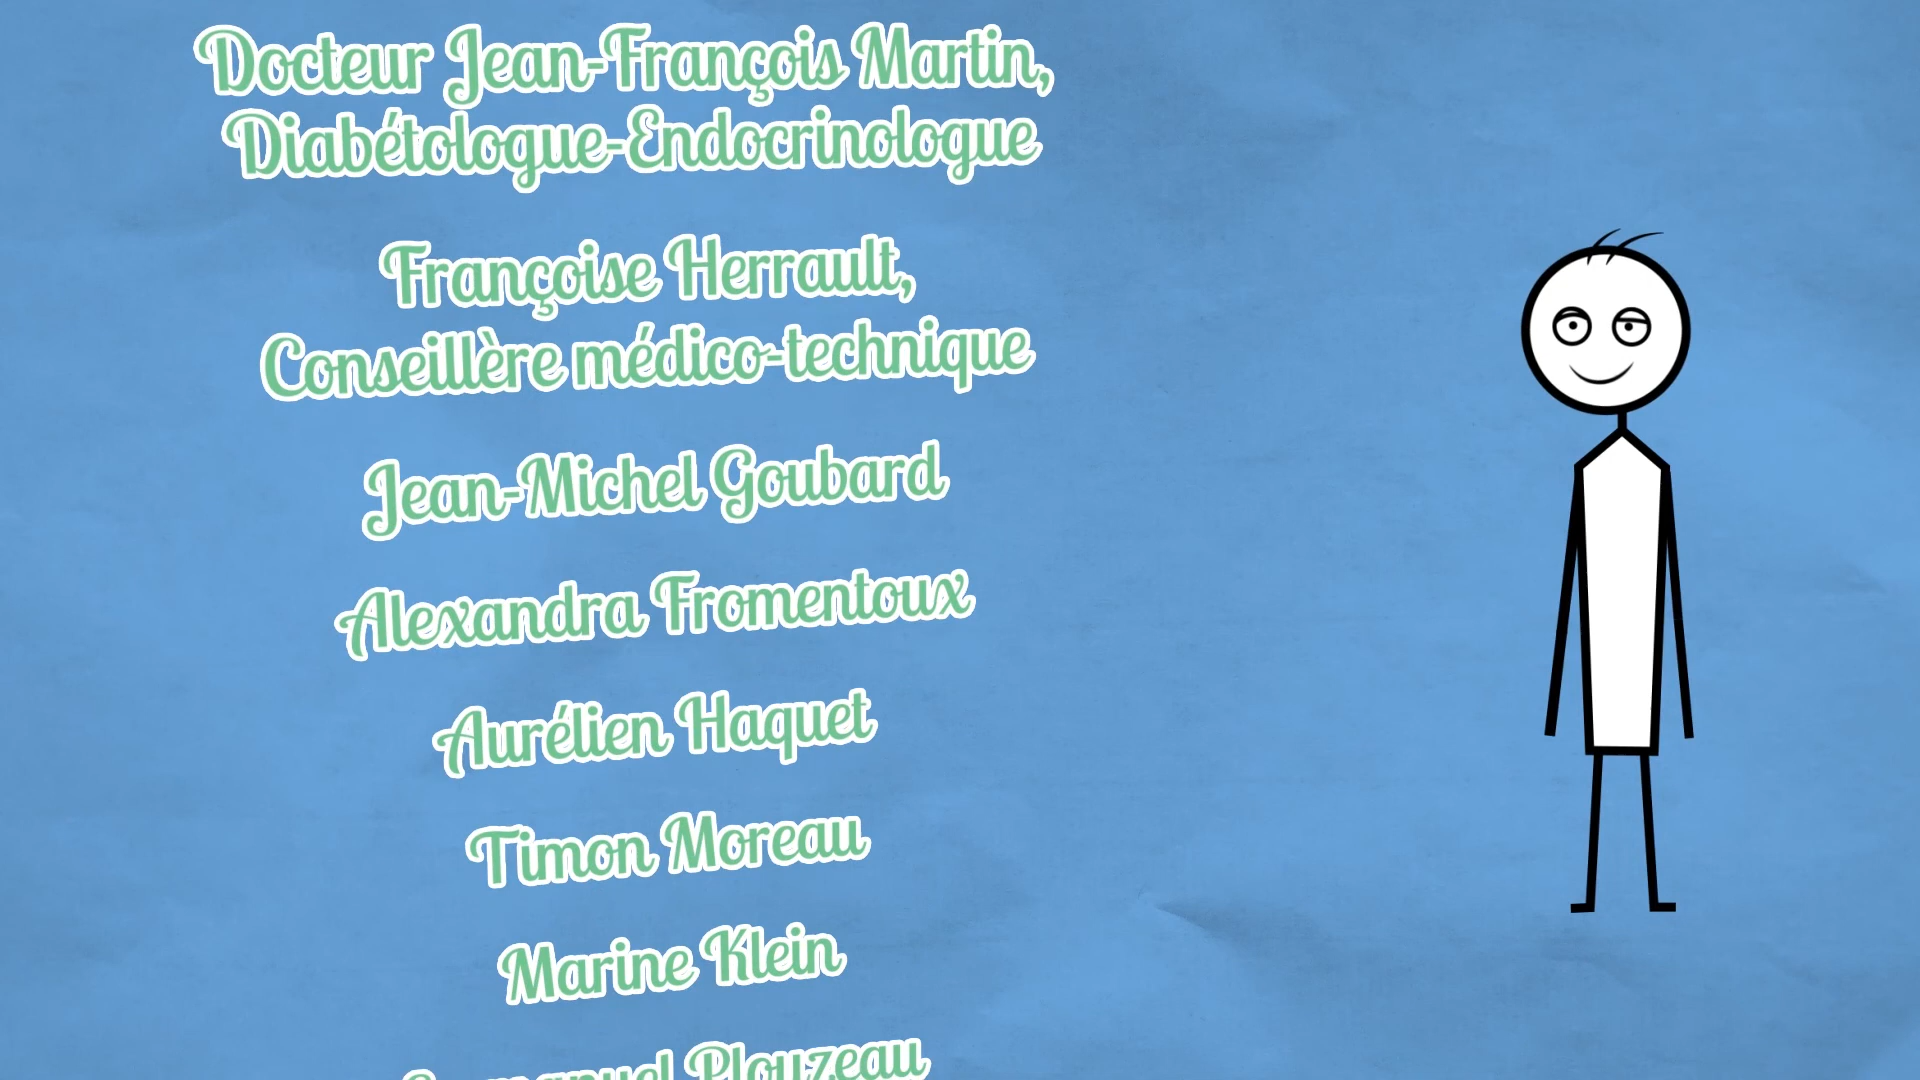 Docteur Jean-François Martin,
Diabétologue-Endocrinologue
Françoise Herrault,
Conseillère médico-technique
Jean-Michel Goubard
Alexandra Fromentoux
Aurélien Haquet
Timon Moreau
Marine Klein
Plouzeau